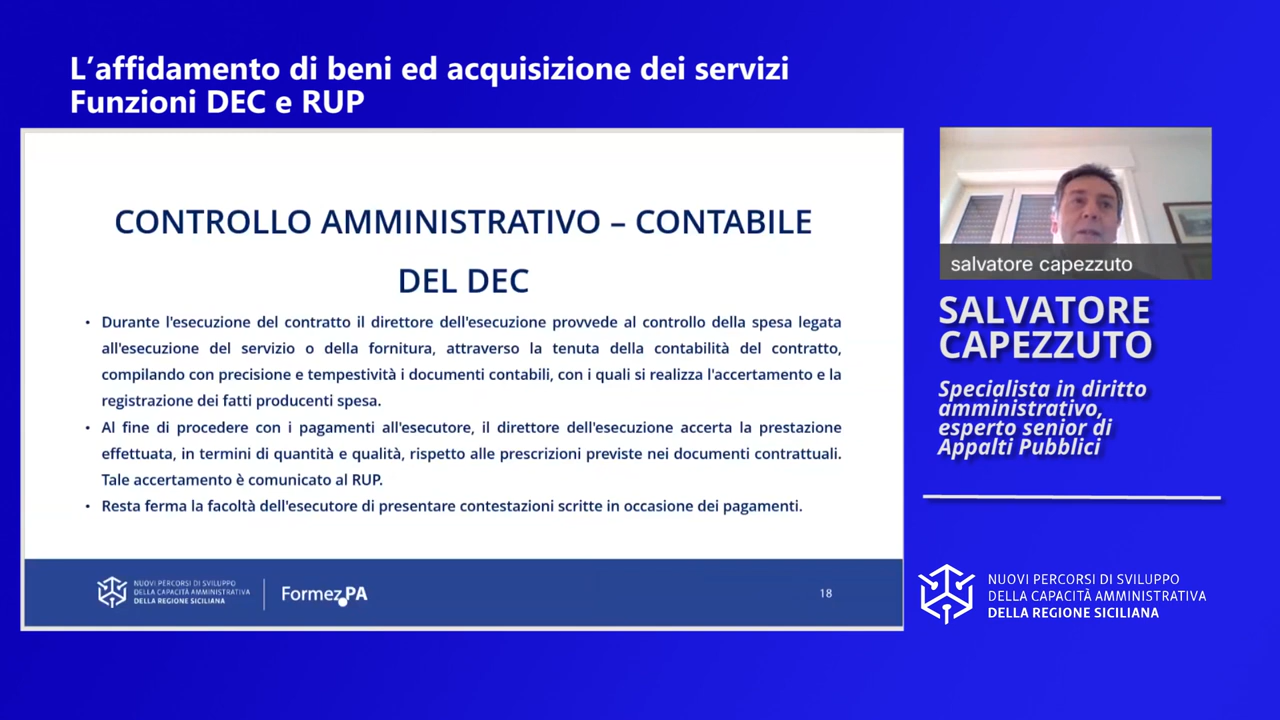 L'affidamento di beni ed acquisizione dei servizi
Funzioni DEC e RUP
CONTROLLO AMMINISTRATIVO – CONTABILE
DEL DEC
• Durante l'esecuzione del contratto il direttore dell'esecuzione provvede al controllo della spesa legata
all'esecuzione del servizio o della fornitura, attraverso la tenuta della contabilità del contratto,
compilando con precisione e tempestività i documenti contabili, con i quali si realizza l'accertamento e la
registrazione dei fatti producenti spesa.
• Al fine di procedere con i pagamenti all'esecutore, il direttore dell'esecuzione accerta la prestazione
effettuata, in termini di quantità e qualità, rispetto alle prescrizioni previste nei documenti contrattuali.
Tale accertamento è comunicato al RUP.
• Resta ferma la facoltà dell'esecutore di presentare contestazioni scritte in occasione dei pagamenti.
NUOVI PERCORSI DI SVILUPPO
DELLA CAPACITÀ AMMINISTRATIVA
DELLA REGIONE SICILIANA
Formez PA
18
salvatore capezzuto
SALVATORE
CAPEZZUTO
Specialista in diritto
amministrativo,
esperto senior di
Appalti Pubblici
NUOVI PERCORSI DI SVILUPPO
DELLA CAPACITÀ AMMINISTRATIVA
DELLA REGIONE SICILIANA